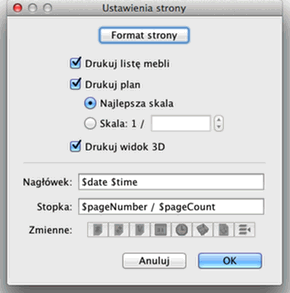 Ustawienia strony
Format strony
Drukuj listę mebli
Drukuj plan
Najlepsza skala
Skala: 1 /
Drukuj widok 3D
Nagłówek: $date $time
Stopka: $pageNumber / $pageCount
Zmienne:
Anuluj OK